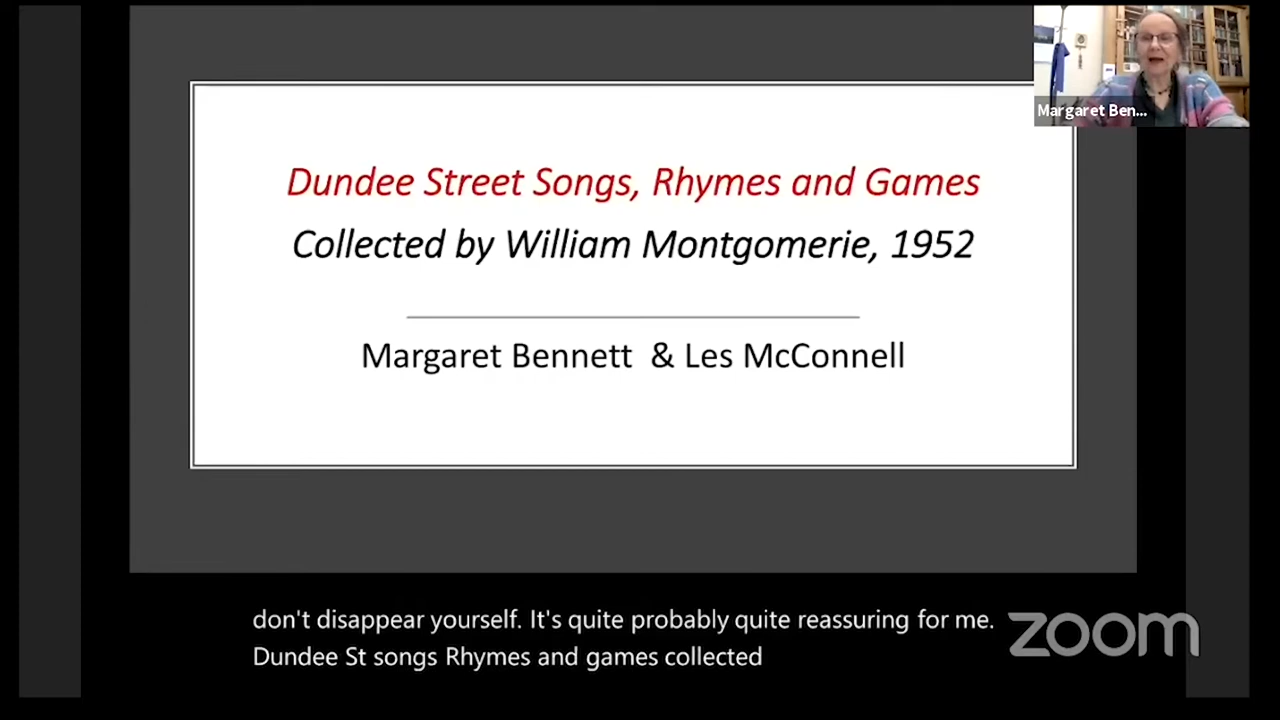 Margaret Ben...
Dundee Street Songs, Rhymes and Games
Collected by William Montgomerie, 1952
Margaret Bennett & Les McConnell
don't disappear yourself. It's quite probably quite reassuring for me.
Dundee St songs Rhymes and games collected
zoom